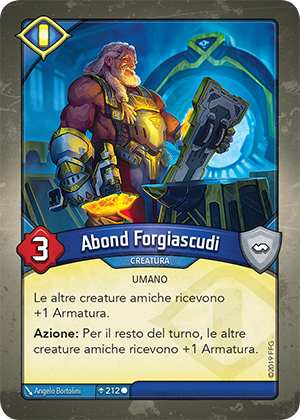 Abond Forgiascudi
CREATURA
3
UMANO
Le altre creature amiche ricevono
+1 Armatura.
Azione: Per il resto del turno, le altre
creature amiche ricevono +1 Armatura.
Angelo Bortolini
212
©2019 FFG